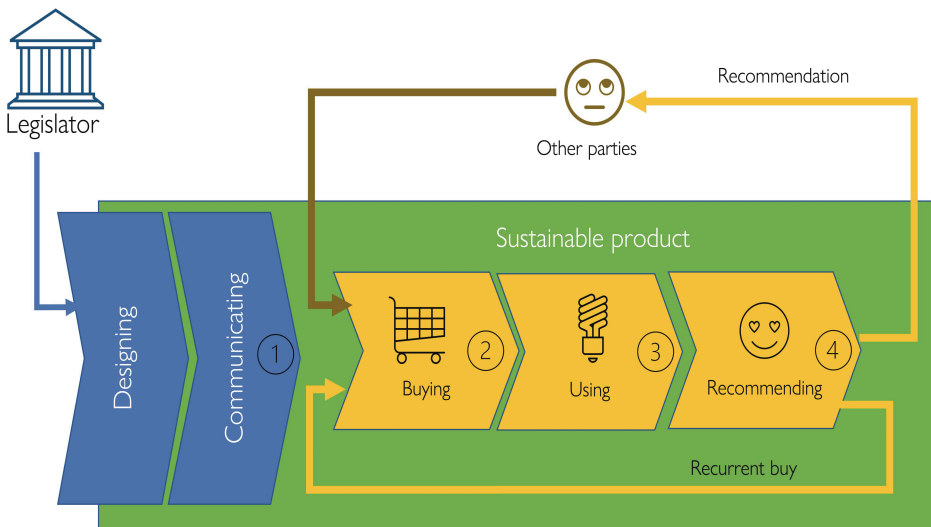 Legislator
Recommendation
Other parties
Sustainable product
Designing
Communicating
1
Buying
2
Using
3
Recommending
4
Recurrent buy